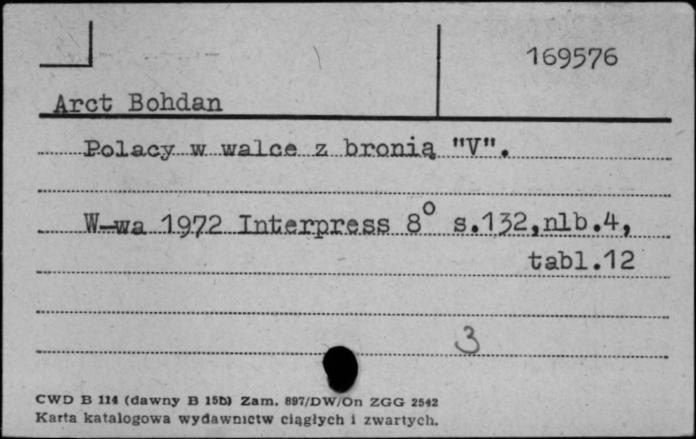 169576
Arct Bohdan
Polacy w walce z bronią "V".
W-wa 1972 Interpress 8° s.132,nlb.4,
tabl.12
3
CWD B 114 (dawny B 15b) Zam. 897/DW/On ZGG 2542
Karta katalogowa wydawnictw ciągłych i zwartych.